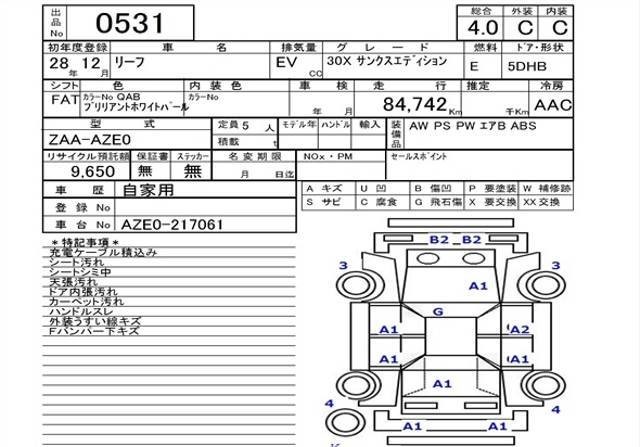 出品No 0531 総合 外装 内装
4.0 C C
初年度登録 車名 排気量 グレード 燃料 ドア・形状
28年 12月 リーフ EV CC 30X サンクスエディション E 5DHB
シフト 色 内装色 車検 走行 推定 冷房
FAT カラーNo QAB カラーNo 年 月 84,742Km 千Km AAC
ブリリアントホワイトパール
型式 定員 5 人 モデル年 ハンドル 輸入 装備品 AW PS PW エアB ABS
ZAA-AZE0 積載 t
リサイクル預託額 保証書 ステッカー 名変期限 NOx・PM セールスポイント
9,650 無 無 月 日迄
車歴 自家用 A キズ U 凹 B 傷凹 P 要塗装 W 補修跡
S サビ C 腐食 G 飛石傷 X 要交換 XX 交換
登録No
車台No AZE0-217061
＊特記事項＊
充電ケーブル積込み
シート汚れ
シートシミ中
天張汚れ
ドア内張汚れ
カーペット汚れ
ハンドルスレ
外装うすい線キズ
Fバンパー下キズ
B2 B2
3 3
A1
G
A1 A2
A1 A1
A1
4 4
A1 A1